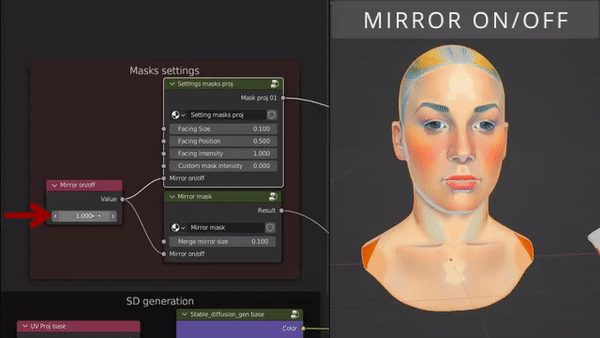 MIRROR ON/OFF
Masks settings
Settings masks proj
Mask proj 01
Setting masks proj
Facing Size 0.100
Facing Position 0.500
Facing Intensity 1.000
Custom mask intensity 0.000
Mirror on/off
Mirror on/off
Value
1.000
Mirror mask
Result
Mirror mask
Merge mirror size 0.100
Mirror on/off
SD generation
UV Proj base
Stable_diffusion_gen base
Color